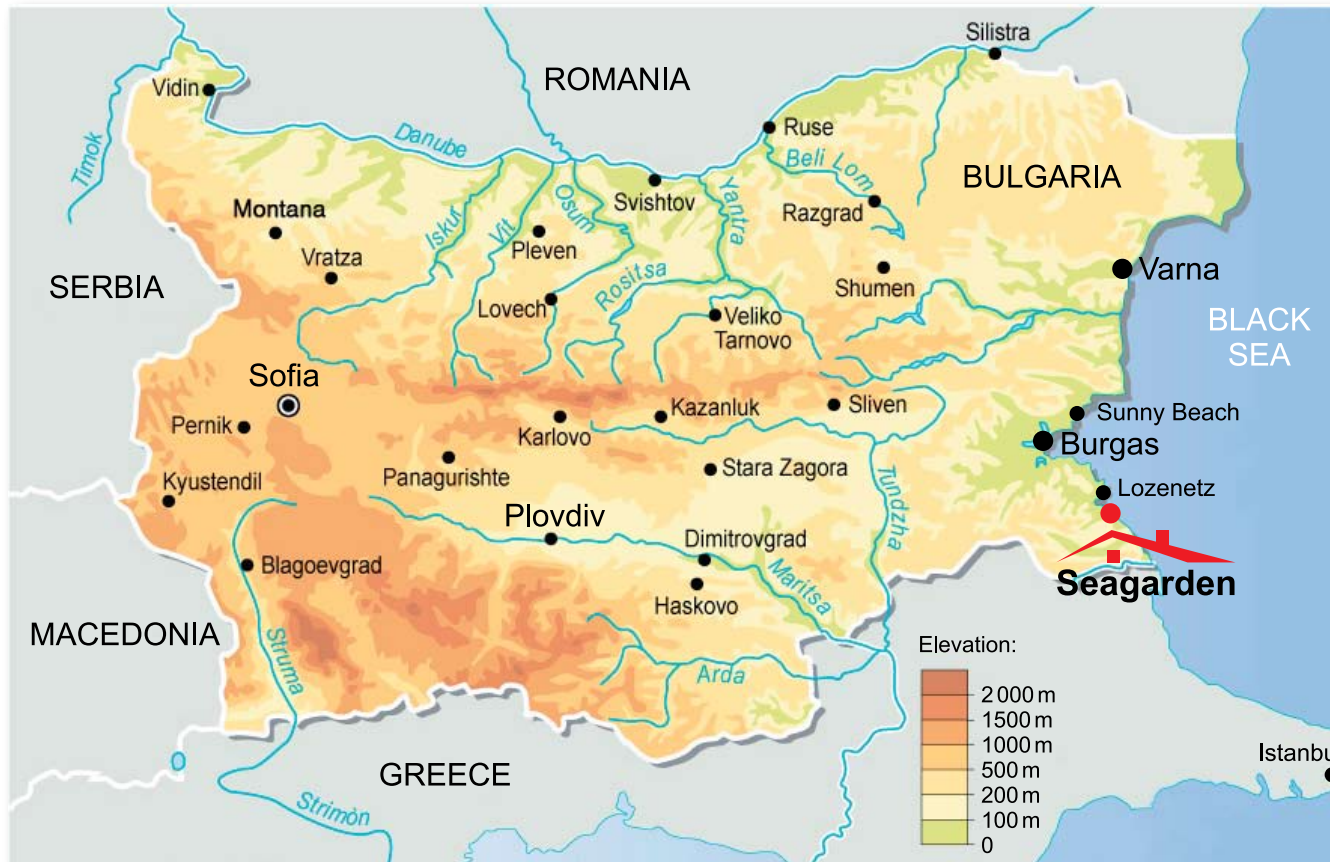 Silistra
ROMANIA
Vidin
Ruse
Danube
Timok
Beli Lom
BULGARIA
Svishtov
Yantra
Osum
Razgrad
Montana
Iskur
Vit
Pleven
Vratza
Rositsa
Shumen
Varna
SERBIA
Lovech
Veliko
Tarnovo
BLACK
SEA
Sofia
Kazanluk
Sliven
Sunny Beach
Pernik
Karlovo
Burgas
Panagurishte
Stara Zagora
Kyustendil
Tundzha
Lozenetz
Plovdiv
Dimitrovgrad
Blagoevgrad
Maritsa
Seagarden
Haskovo
MACEDONIA
Struma
Arda
Elevation:
2 000 m
1500 m
1000 m
500 m
200 m
100 m
0
GREECE
Istanbu
Strimòn